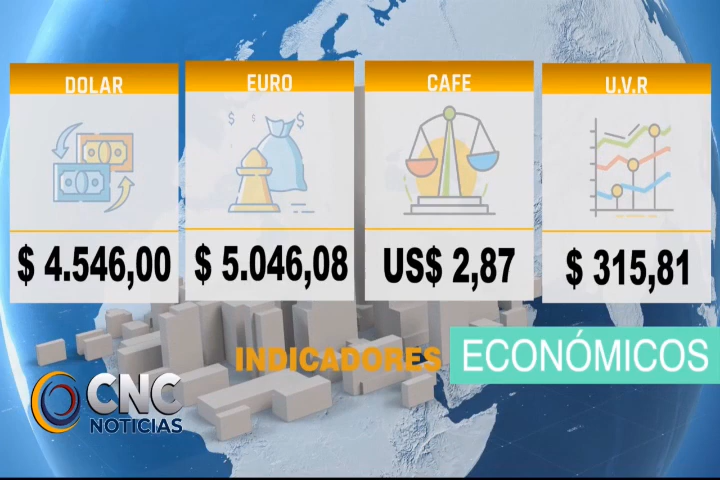 DOLAR
EURO
CAFE
U.V.R
$ $ $
$ 4.546,00
$ 5.046,08
US$ 2,87
$ 315,81
INDICADORES ECONÓMICOS
CNC
NOTICIAS